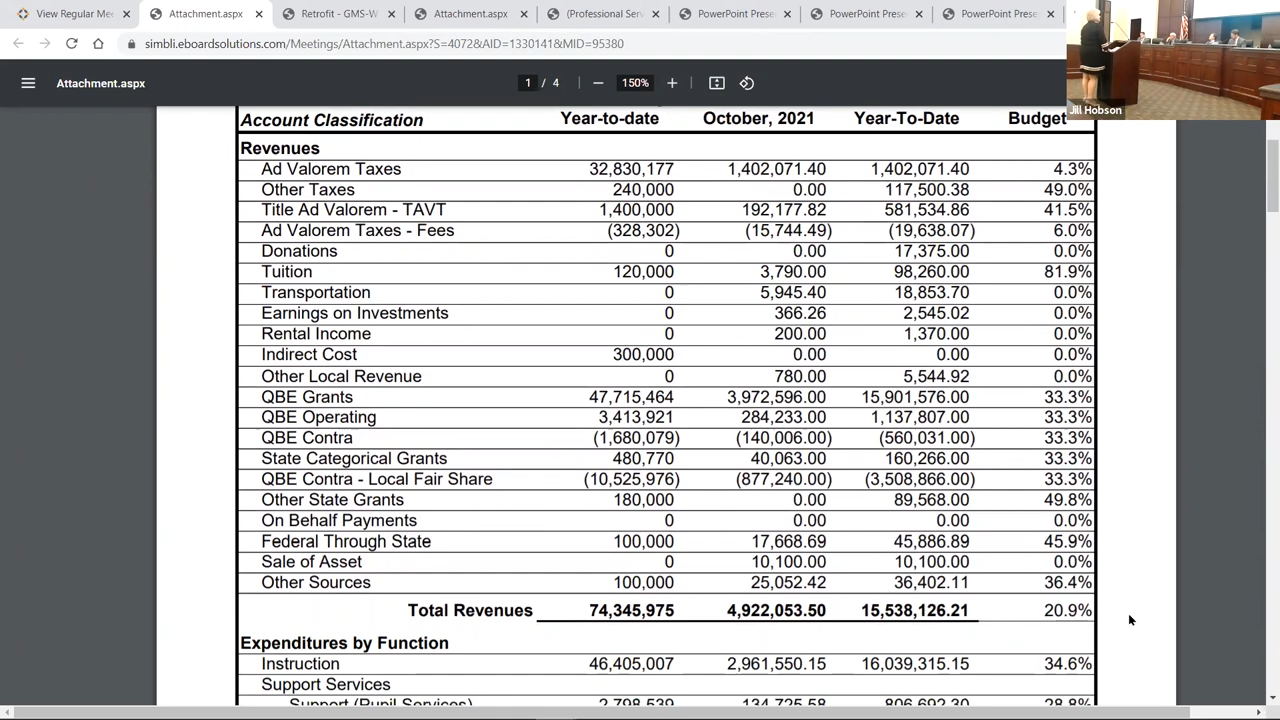 View Regular Me
Attachment.aspx
Retrofit - GMS-W
Attachment.aspx
(Professional Ser
PowerPoint Prese
PowerPoint Prese
PowerPoint Prese
simbli.eboardsolutions.com/Meetings/Attachment.aspx?S=4072&AID=1313141&MID=95380
Attachment.aspx 1 / 4 150%
Jill Hobson
Account Classification Year-to-date October, 2021 Year-To-Date Budget
Revenues
Ad Valorem Taxes 32,830,177 1,402,071.40 1,402,071.40 4.3%
Other Taxes 240,000 0.00 117,500.38 49.0%
Title Ad Valorem - TAVT 1,400,000 192,177.82 581,534.86 41.5%
Ad Valorem Taxes - Fees (328,302) (15,744.49) (19,638.07) 6.0%
Donations 0 0.00 17,375.00 0.0%
Tuition 120,000 3,790.00 98,260.00 81.9%
Transportation 0 5,945.40 18,853.70 0.0%
Earnings on Investments 0 366.26 2,545.02 0.0%
Rental Income 0 200.00 1,370.00 0.0%
Indirect Cost 300,000 0.00 0.00 0.0%
Other Local Revenue 0 780.00 5,544.92 0.0%
QBE Grants 47,715,464 3,972,596.00 15,901,576.00 33.3%
QBE Operating 3,413,921 284,233.00 1,137,807.00 33.3%
QBE Contra (1,680,079) (140,006.00) (560,031.00) 33.3%
State Categorical Grants 480,770 40,063.00 160,266.00 33.3%
QBE Contra - Local Fair Share (10,525,976) (877,240.00) (3,508,866.00) 33.3%
Other State Grants 180,000 0.00 89,568.00 49.8%
On Behalf Payments 0 0.00 0.00 0.0%
Federal Through State 100,000 17,668.69 45,886.89 45.9%
Sale of Asset 0 10,100.00 10,100.00 0.0%
Other Sources 100,000 25,052.42 36,402.11 36.4%
Total Revenues 74,345,975 4,922,053.50 15,538,126.21 20.9%
Expenditures by Function
Instruction 46,405,007 2,961,550.15 16,039,315.15 34.6%
Support Services
Support (Pupil Services) 2,798,539 134,725.58 806,692.30 28.8%